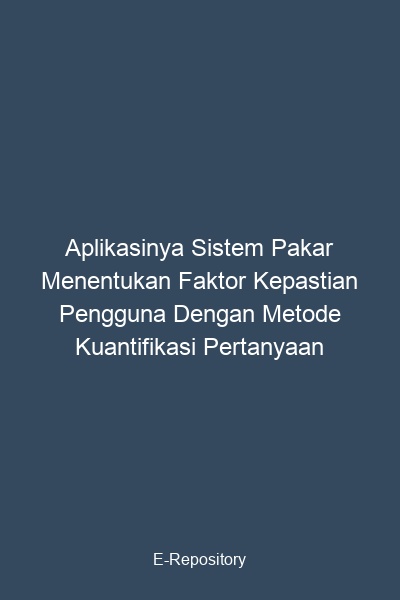 Aplikasinya Sistem Pakar
Menentukan Faktor Kepastian
Pengguna Dengan Metode
Kuantifikasi Pertanyaan
E-Repository